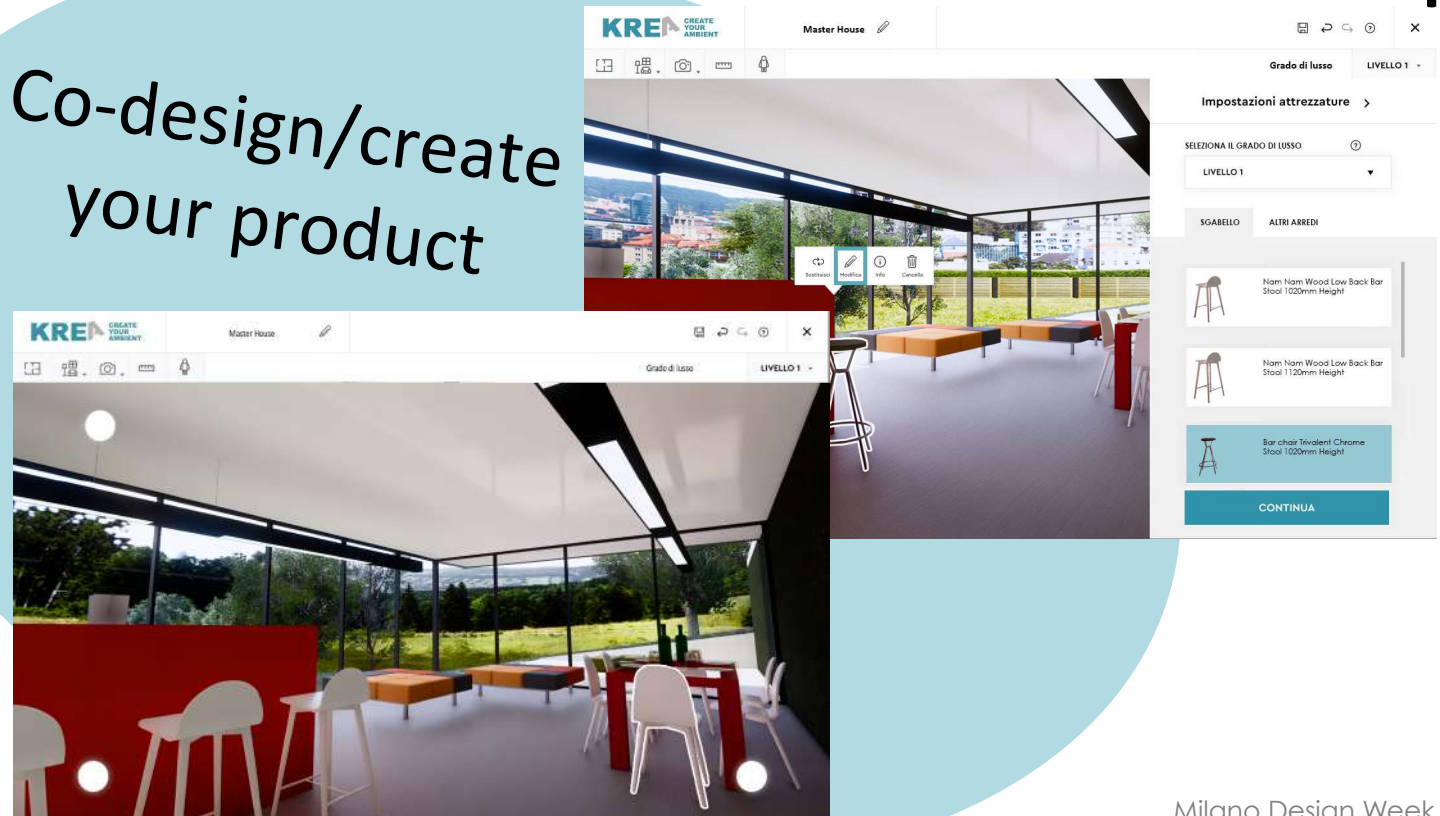 Co-design/create
your product
KREA CREATE
YOUR
AMBIENT
Master House
Grado di lusso
LIVELLO 1
Impostazioni attrezzature >
SELEZIONA IL GRADO DI LUSSO
LIVELLO 1
SGABELLO ALTRI ARREDI
Sostituisci Modifica Info Cancella
Nam Nam Wood Low Back Bar
Stool 1020mm Height
Nam Nam Wood Low Back Bar
Stool 1120mm Height
Bar chair Trivalent Chrome
Stool 1020mm Height
CONTINUA
KREA CREATE
YOUR
AMBIENT
Master House
Grado di lusso
LIVELLO 1
Milano Design Week